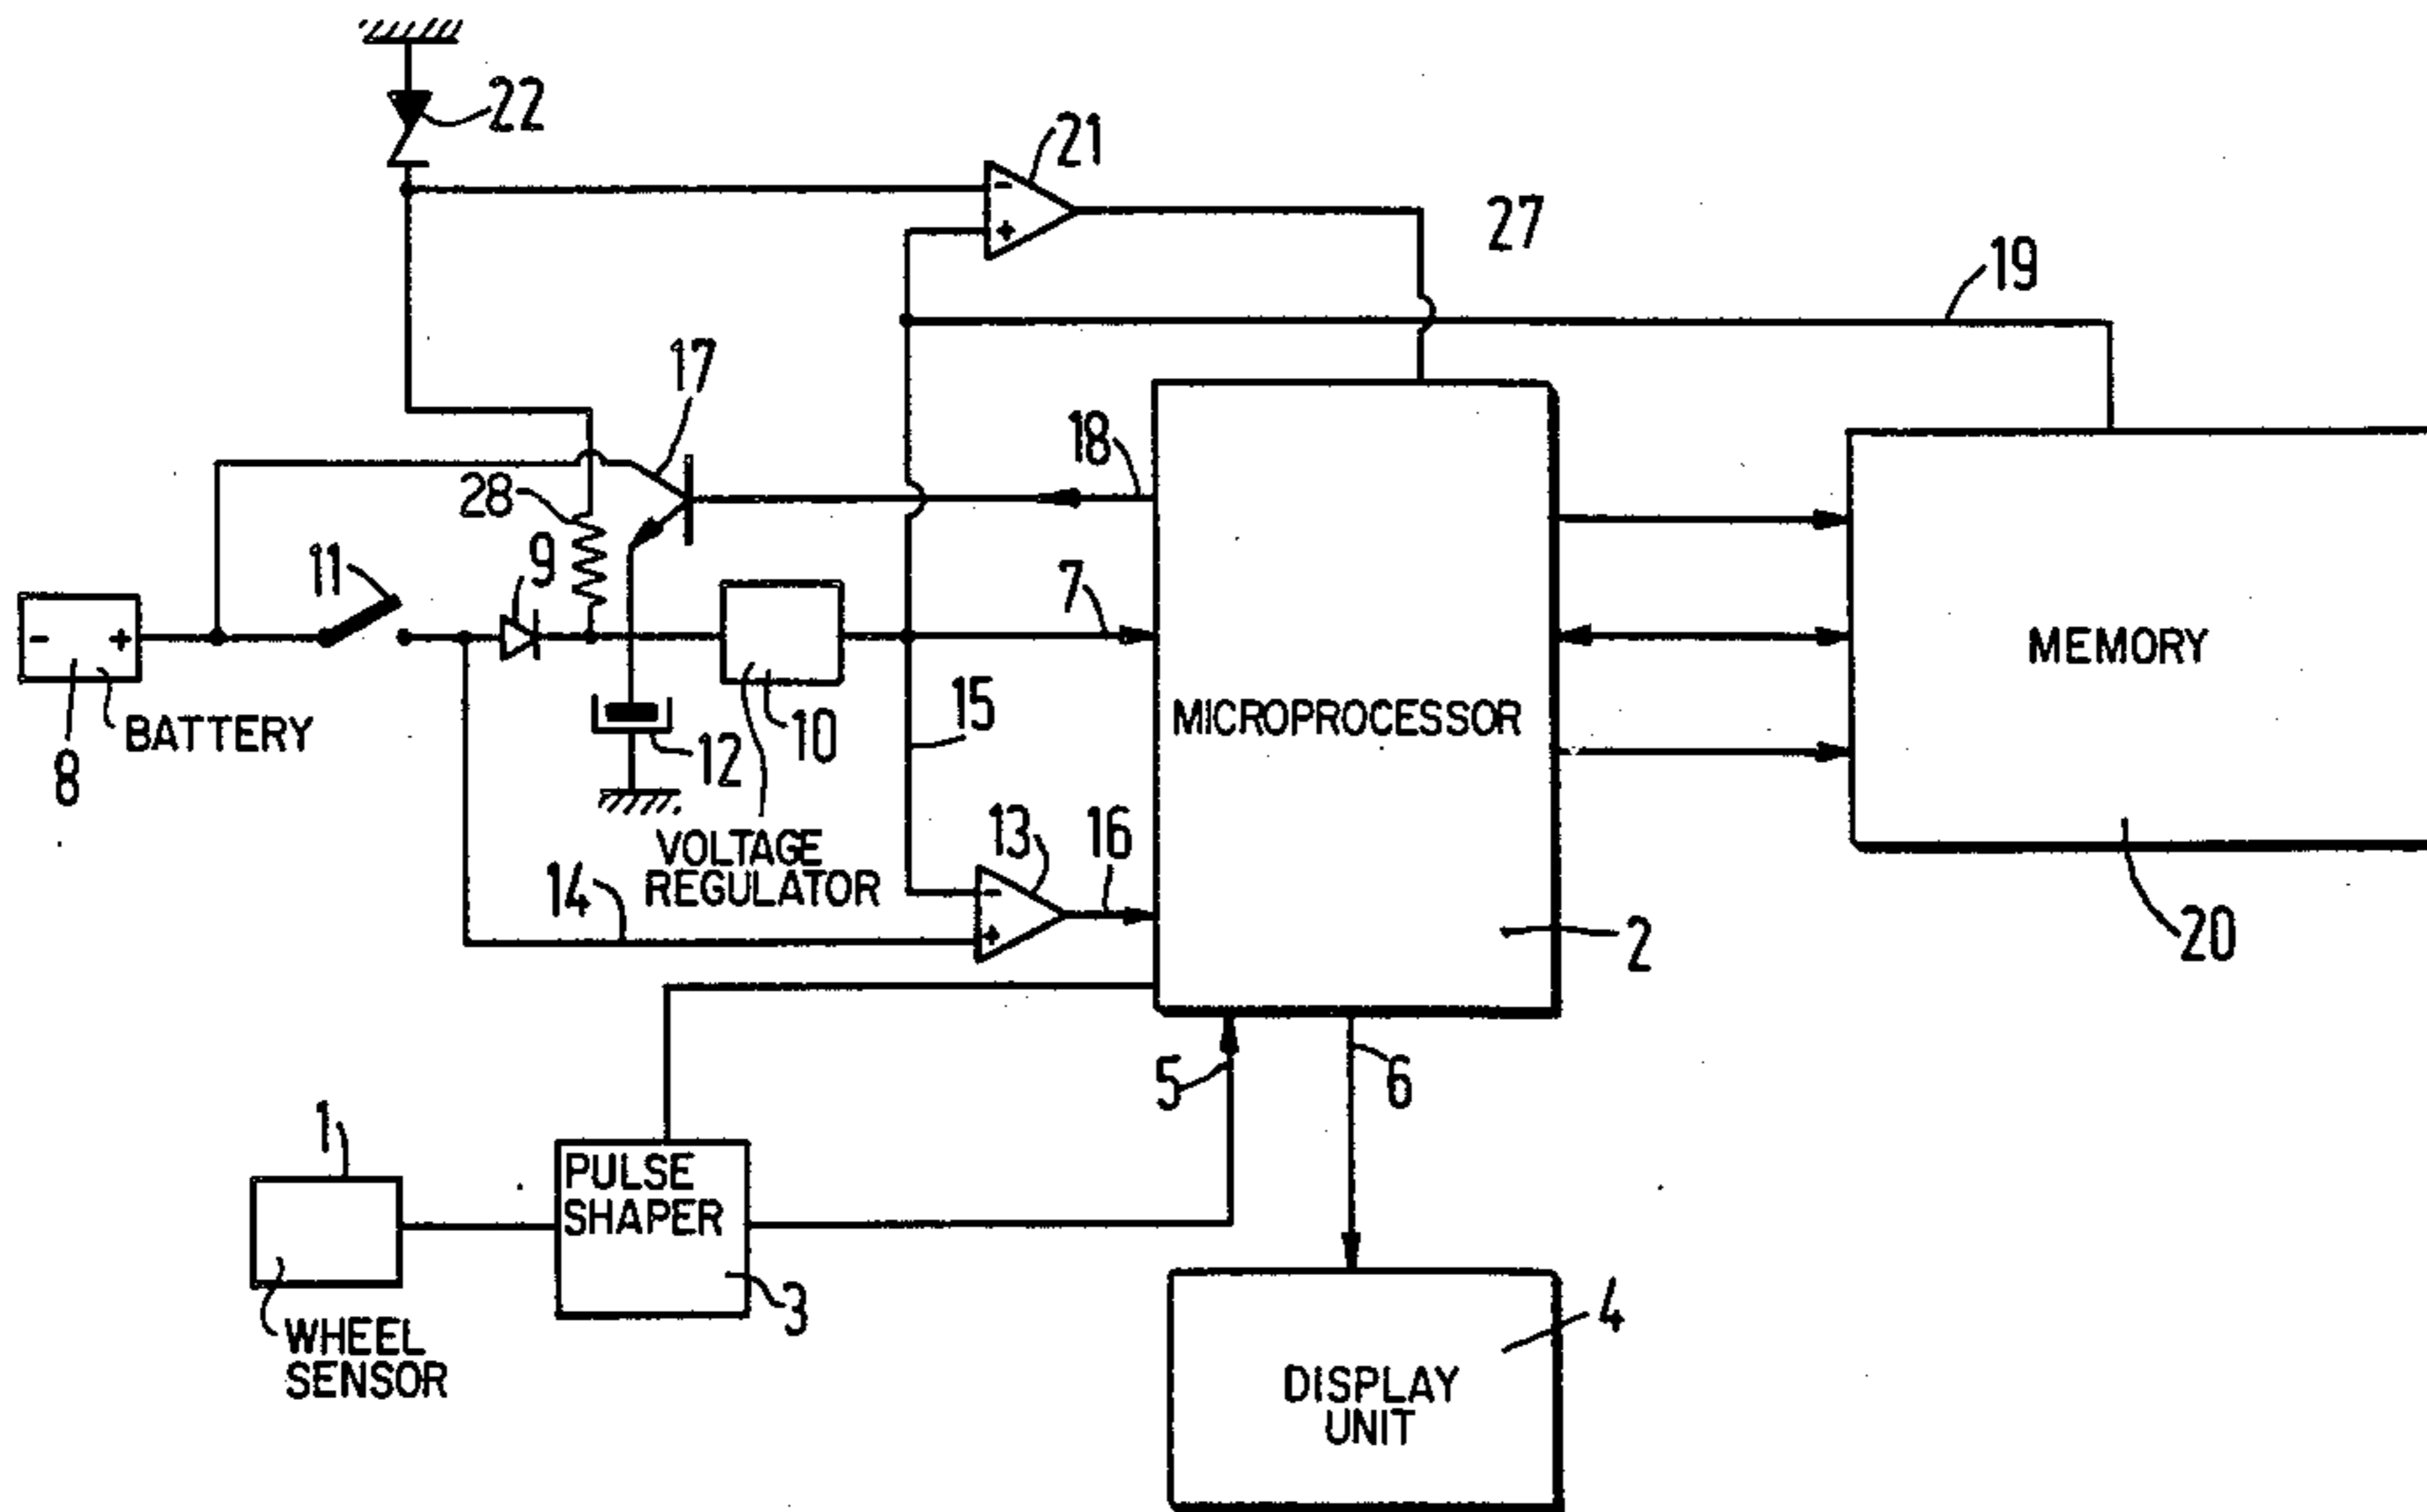 22
21
27
19
17
18
28
9
11
7
- +
BATTERY
8
10
12
15
MICROPROCESSOR
MEMORY
VOLTAGE
REGULATOR
13
16
14
- +
- +
2
20
5
6
1
PULSE
SHAPER
3
WHEEL
SENSOR
4
DISPLAY
UNIT